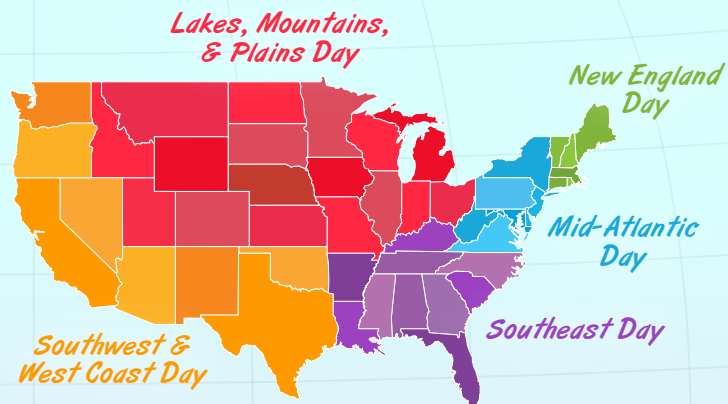 Lakes, Mountains,
& Plains Day
New England
Day
Mid-Atlantic
Day
Southeast Day
Southwest &
West Coast Day